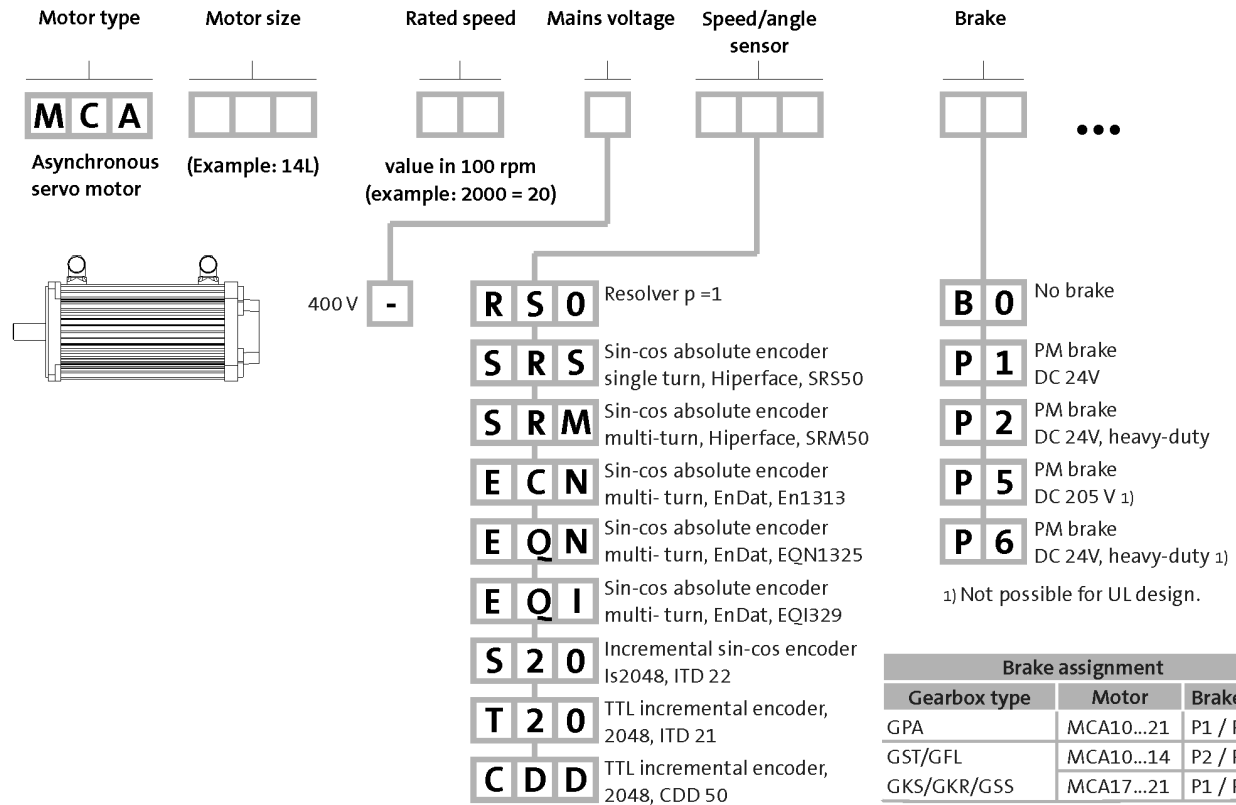 Motor type Motor size Rated speed Mains voltage Speed/angle sensor Brake
M C A ...
Asynchronous servo motor
(Example: 14L)
value in 100 rpm
(example: 2000 = 20)
400 V -
R S 0 Resolver p =1
S R S Sin-cos absolute encoder
single turn, Hiperface, SRS50
S R M Sin-cos absolute encoder
multi-turn, Hiperface, SRM50
E C N Sin-cos absolute encoder
multi- turn, EnDat, En1313
E Q N Sin-cos absolute encoder
multi- turn, EnDat, EQN1325
E Q I Sin-cos absolute encoder
multi- turn, EnDat, EQI329
S 2 0 Incremental sin-cos encoder
Is2048, ITD 22
T 2 0 TTL incremental encoder,
2048, ITD 21
C D D TTL incremental encoder,
2048, CDD 50
B 0 No brake
P 1 PM brake
DC 24V
P 2 PM brake
DC 24V, heavy-duty
P 5 PM brake
DC 205 V 1)
P 6 PM brake
DC 24V, heavy-duty 1)
1) Not possible for UL design.
Brake assignment
Gearbox type Motor Brake
GPA MCA10...21 P1 /
GST/GFL MCA10...14 P2 /
GKS/GKR/GSS MCA17...21 P1 /